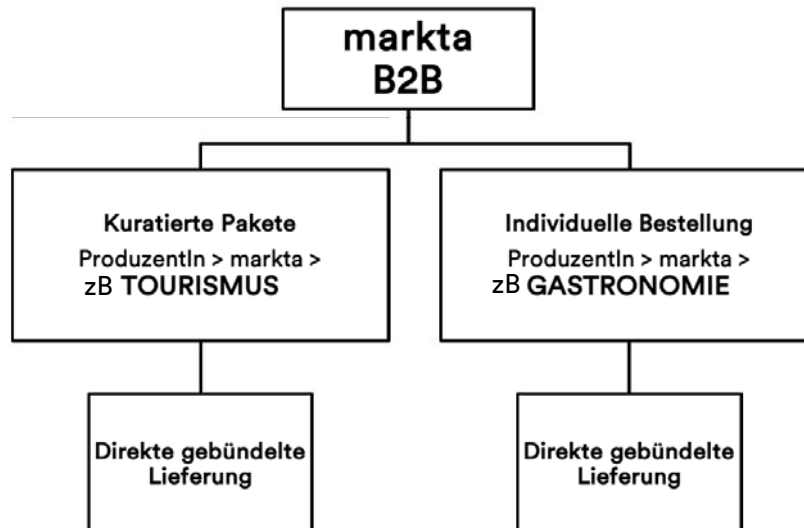 markta
B2B
Kuratierte Pakete
ProduzentIn > markta >
zB TOURISMUS
Individuelle Bestellung
ProduzentIn > markta >
zB GASTRONOMIE
Direkte gebündelte
Lieferung
Direkte gebündelte
Lieferung